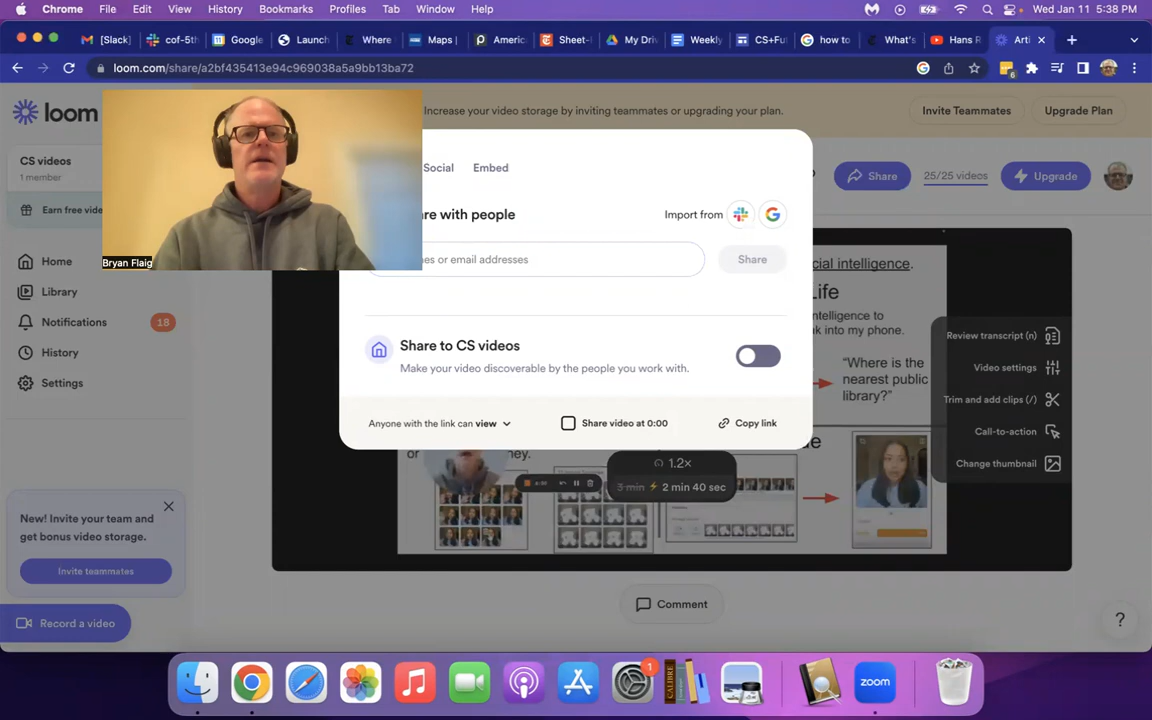 Chrome File Edit View History Bookmarks Profiles Tab Window Help Wed Jan 11 5:38 PM
[Slack] cof-5th Google Launch Where Maps | Americ Sheet- My Driv Weekly CS+Fu how to What's Hans R Arti
loom.com/share/a2bf435413e94c969038a5a9bb13ba72 6
loom
Increase your video storage by inviting teammates or upgrading your plan. Invite Teammates Upgrade Plan
CS videos
1 member
Social Embed
Share 25/25 videos Upgrade
Earn free vide
are with people Import from
es or email addresses Share
Bryan Flaig
Home
Library
Notifications 18
History
Settings
cial intelligence.
Life
intelligence to
k into my phone.
"Where is the
nearest public
library?"
Share to CS videos
Make your video discoverable by the people you work with.
Anyone with the link can view Share video at 0:00 Copy link
Review transcript (n)
Video settings
Trim and add clips (/)
Call-to-action
Change thumbnail
or
ney.
e
1.2×
3 min 2 min 40 sec
New! Invite your team and
get bonus video storage.
Invite teammates
Record a video
Comment
?
1
CALIBRE
zoom